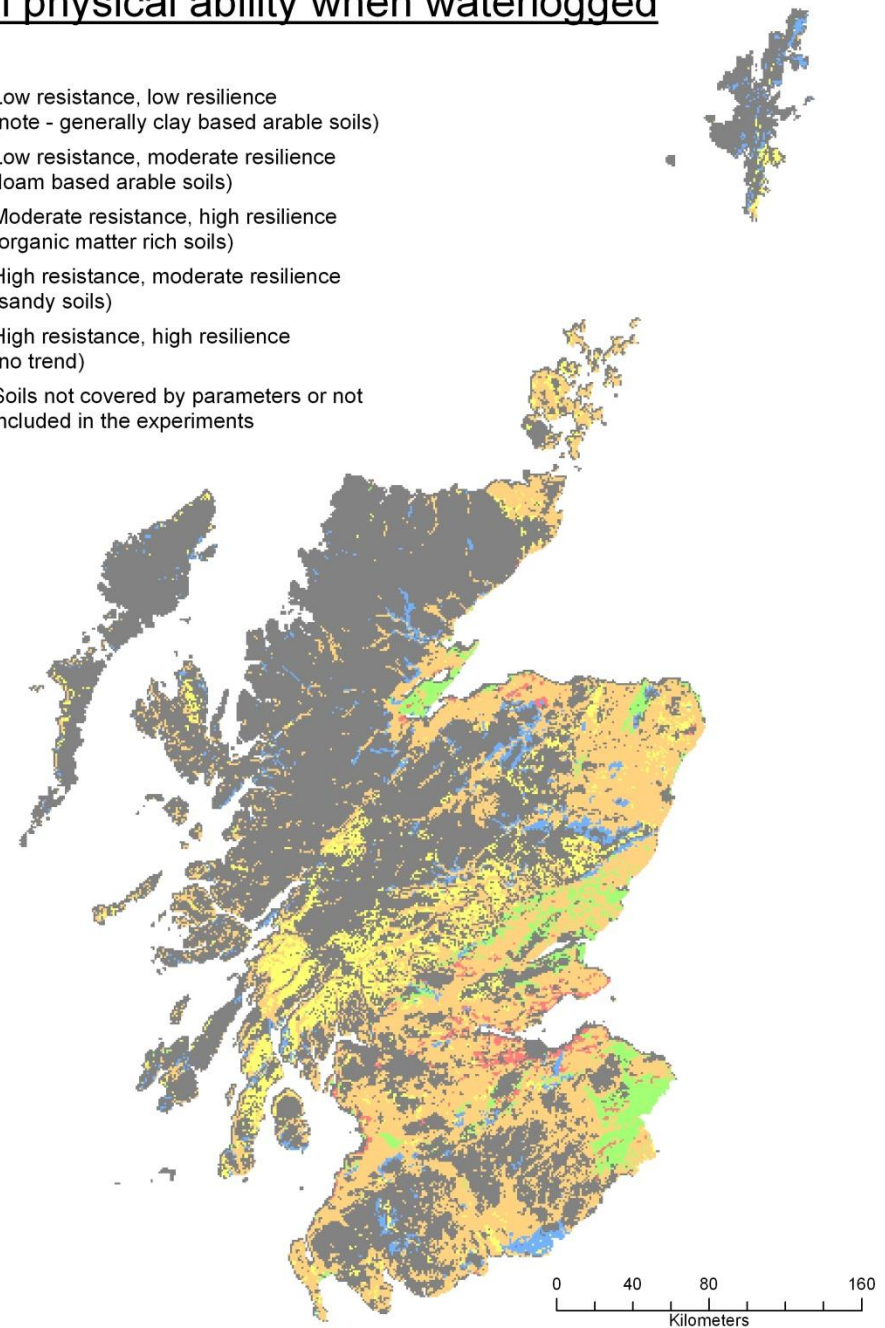 physical ability when waterlogged
Low resistance, low resilience
note - generally clay based arable soils)
Low resistance, moderate resilience
loam based arable soils)
Moderate resistance, high resilience
organic matter rich soils)
High resistance, moderate resilience
sandy soils)
High resistance, high resilience
no trend)
Soils not covered by parameters or not
included in the experiments
0 40 80 160
Kilometers